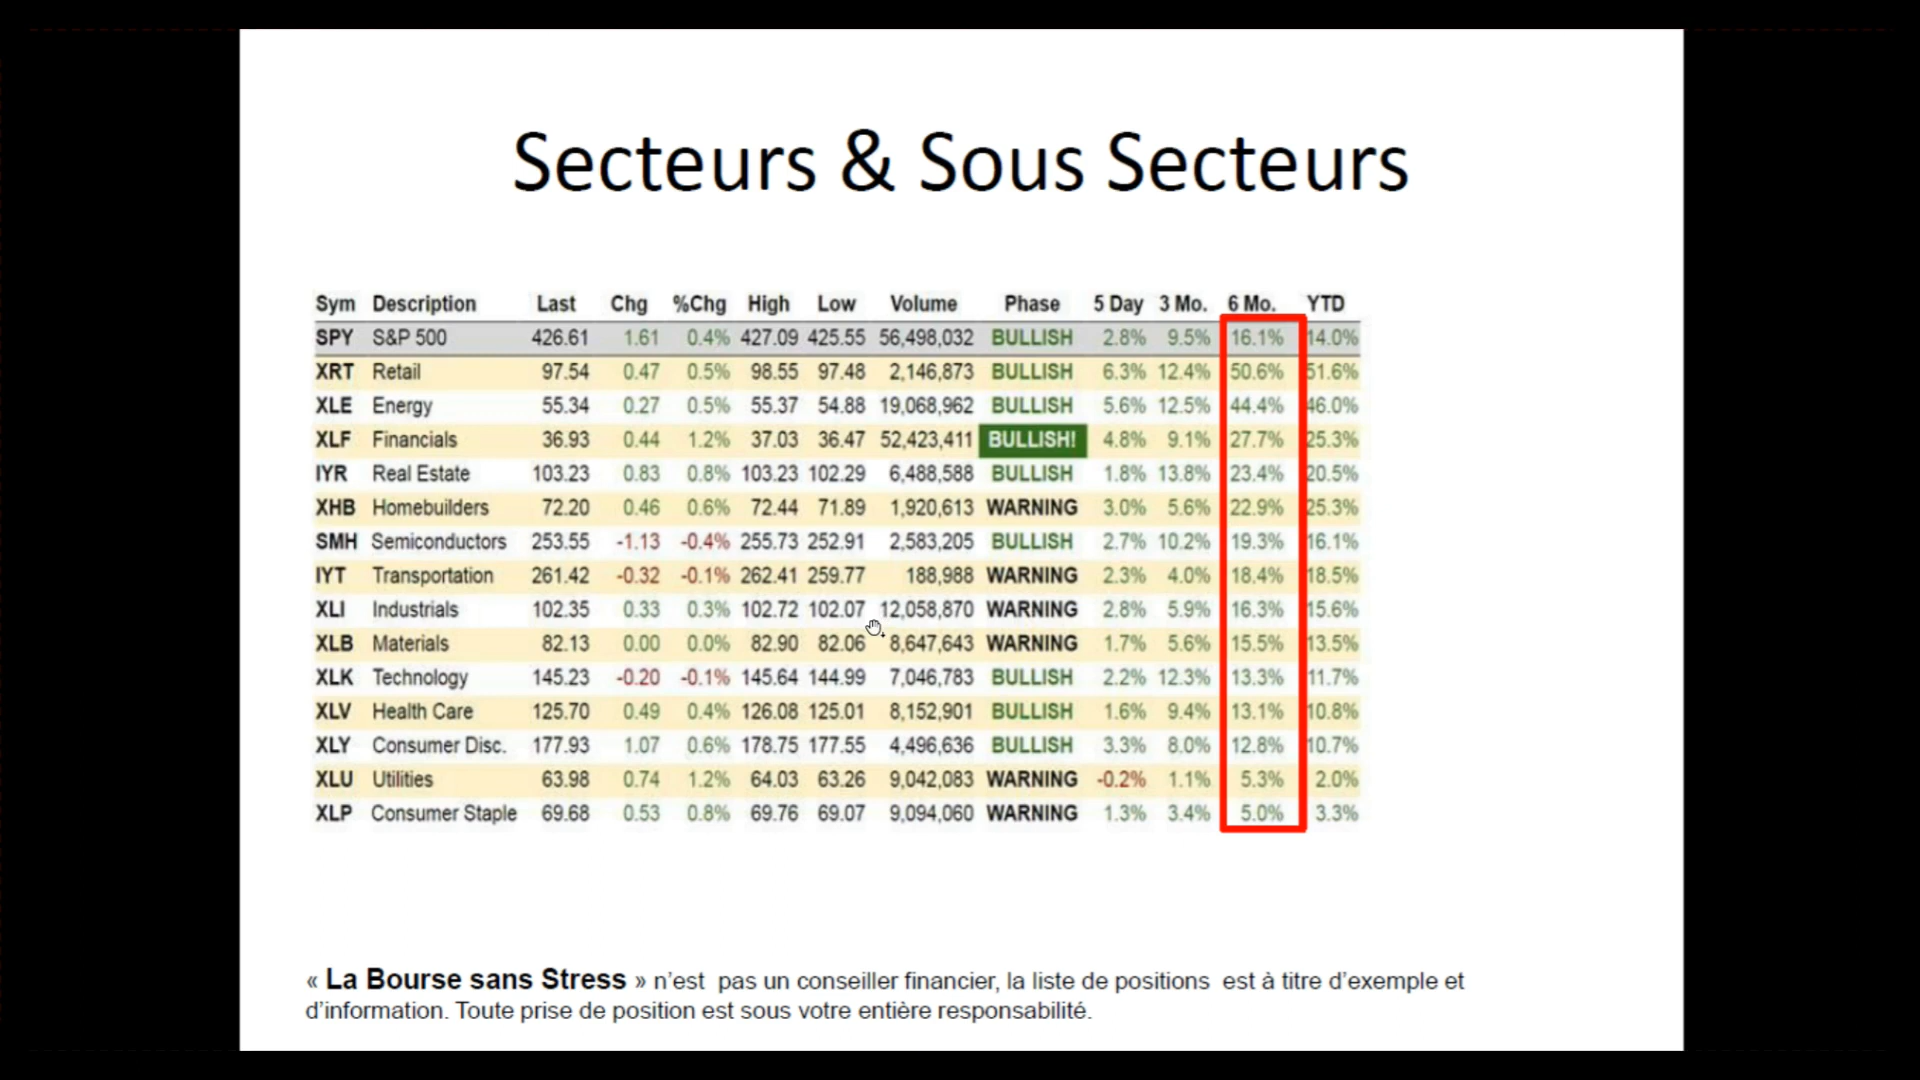 Secteurs & Sous Secteurs
Sym Description Last Chg %Chg High Low Volume Phase 5 Day 3 Mo. 6 Mo. YTD
SPY S&P 500 426.61 1.61 0.4% 427.09 425.55 56,498,032 BULLISH 2.8% 9.5% 16.1% 14.0%
XRT Retail 97.54 0.47 0.5% 98.55 97.48 2,146,873 BULLISH 6.3% 12.4% 50.6% 51.6%
XLE Energy 55.34 0.27 0.5% 55.37 54.88 19,068,962 BULLISH 5.6% 12.5% 44.4% 46.0%
XLF Financials 36.93 0.44 1.2% 37.03 36.47 52,423,411 BULLISH! 4.8% 9.1% 27.7% 25.3%
IYR Real Estate 103.23 0.83 0.8% 103.23 102.29 6,488,588 BULLISH 1.8% 13.8% 23.4% 20.5%
XHB Homebuilders 72.20 0.46 0.6% 72.44 71.89 1,920,613 WARNING 3.0% 5.6% 22.9% 25.3%
SMH Semiconductors 253.55 -1.13 -0.4% 255.73 252.91 2,583,205 BULLISH 2.7% 10.2% 19.3% 16.1%
IYT Transportation 261.42 -0.32 -0.1% 262.41 259.77 188,988 WARNING 2.3% 4.0% 18.4% 18.5%
XLI Industrials 102.35 0.33 0.3% 102.72 102.07 12,058,870 WARNING 2.8% 5.9% 16.3% 15.6%
XLB Materials 82.13 0.00 0.0% 82.90 82.06 8,647,643 WARNING 1.7% 5.6% 15.5% 13.5%
XLK Technology 145.23 -0.20 -0.1% 145.64 144.99 7,046,783 BULLISH 2.2% 12.3% 13.3% 11.7%
XLV Health Care 125.70 0.49 0.4% 126.08 125.01 8,152,901 BULLISH 1.6% 9.4% 13.1% 10.8%
XLY Consumer Disc. 177.93 1.07 0.6% 178.75 177.55 4,496,636 BULLISH 3.3% 8.0% 12.8% 10.7%
XLU Utilities 63.98 0.74 1.2% 64.03 63.26 9,042,083 WARNING -0.2% 1.1% 5.3% 2.0%
XLP Consumer Staple 69.68 0.53 0.8% 69.76 69.07 9,094,060 WARNING 1.3% 3.4% 5.0% 3.3%
« La Bourse sans Stress » n'est pas un conseiller financier, la liste de positions est à titre d'exemple et
d'information. Toute prise de position est sous votre entière responsabilité.